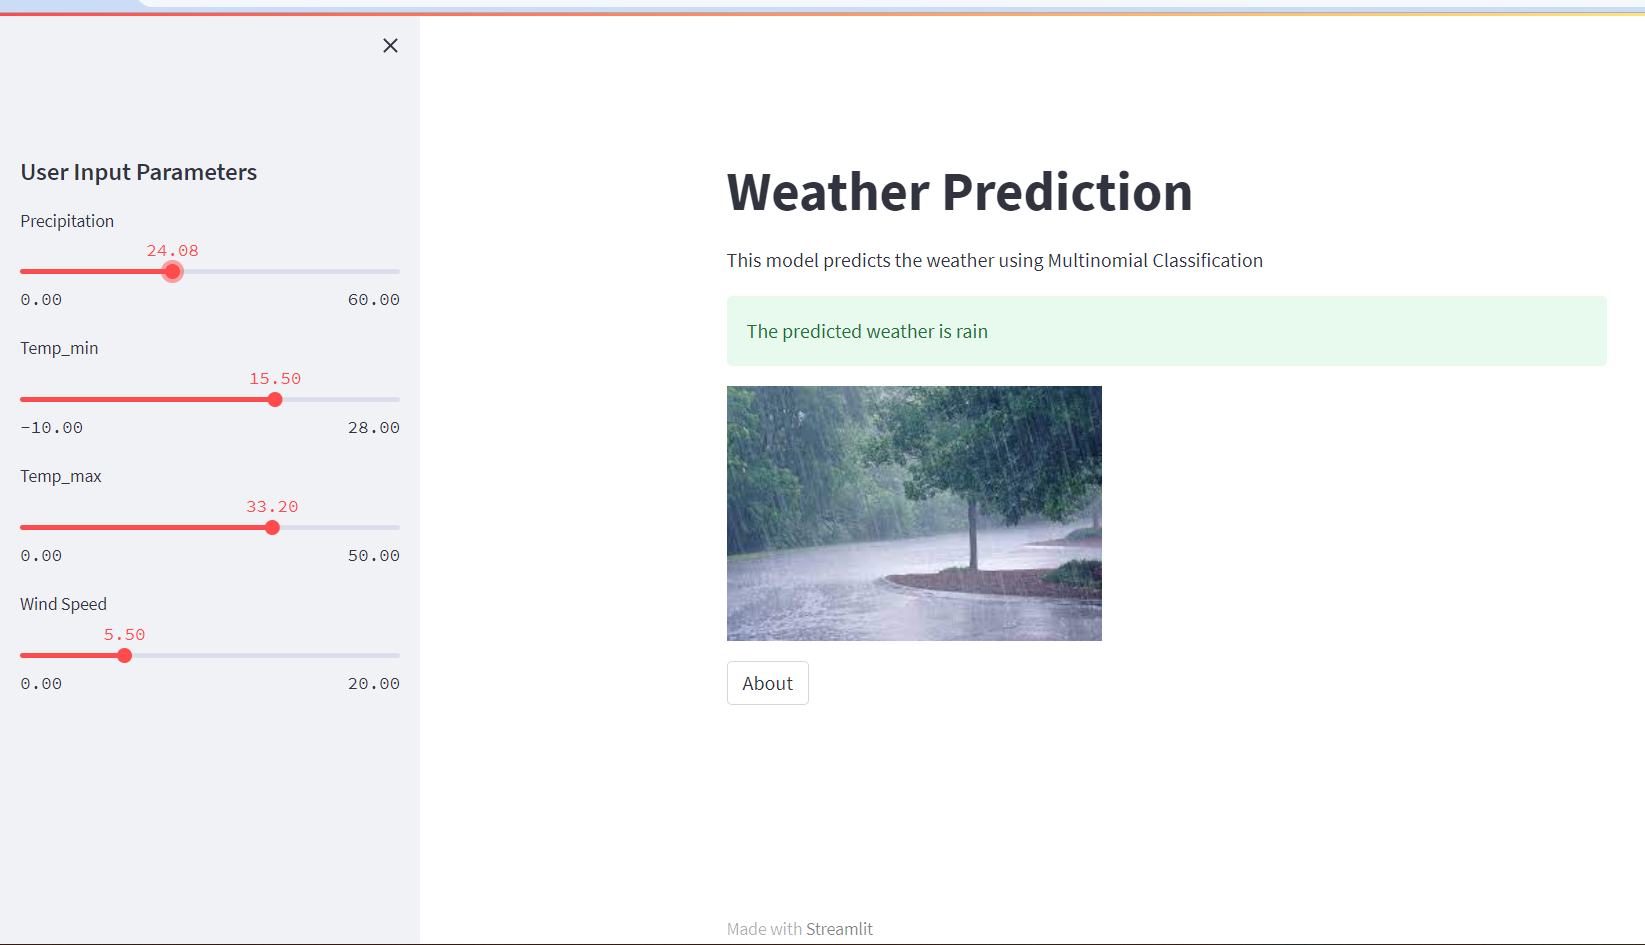 User Input Parameters
Precipitation
24.08
0.00 60.00
Temp_min
15.50
-10.00 28.00
Temp_max
33.20
0.00 50.00
Wind Speed
5.50
0.00 20.00
Weather Prediction
This model predicts the weather using Multinomial Classification
The predicted weather is rain
About
Made with Streamlit